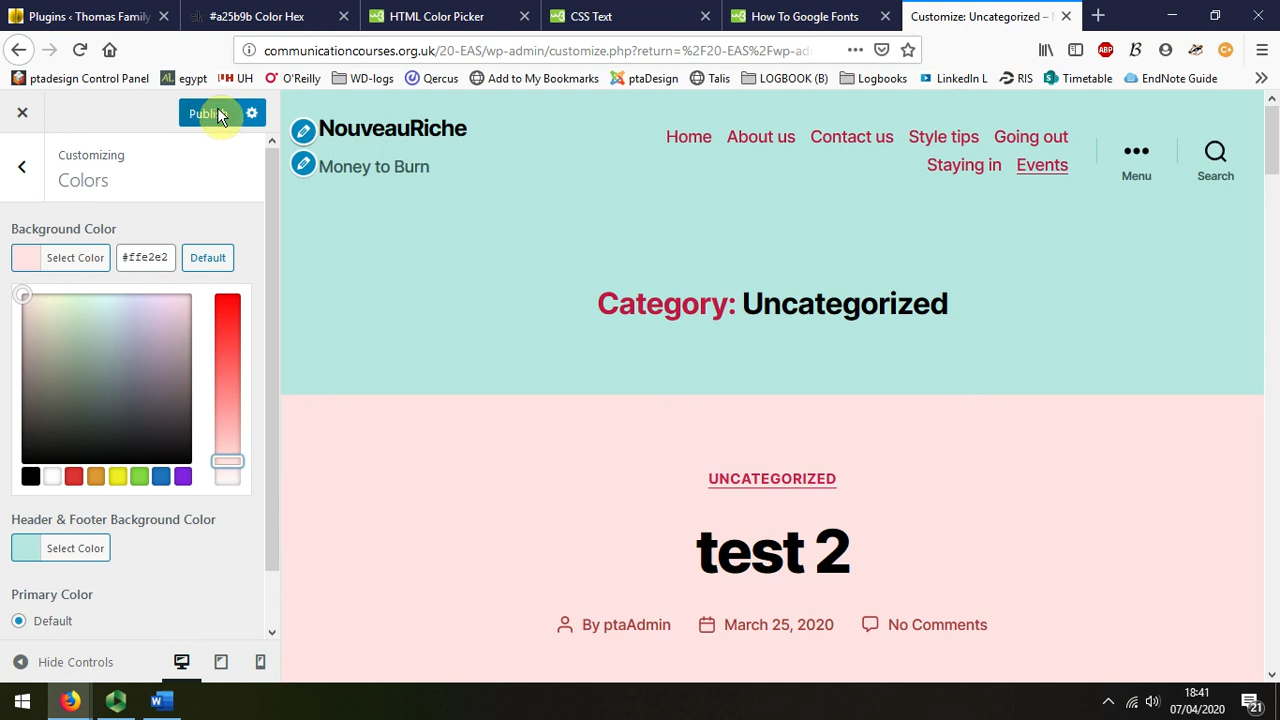 Plugins ‹ Thomas Family
#a25b9b Color Hex
HTML Color Picker
CSS Text
How To Google Fonts
Customize: Uncategorized –
communicationcourses.org.uk/20-EAS/wp-admin/customize.php?return=%2F20-EAS%2Fwp-ad
ptadesign Control Panel
egypt
UH
O'Reilly
WD-logs
Qercus
Add to My Bookmarks
ptaDesign
Talis
LOGBOOK (B)
Logbooks
LinkedIn L
RIS
Timetable
EndNote Guide
Customizing
Colors
Background Color
Select Color
#ffe2e2
Default
Header & Footer Background Color
Select Color
Primary Color
Default
Hide Controls
NouveauRiche
Money to Burn
Home About us Contact us Style tips Going out
Staying in Events
Menu
Search
Category: Uncategorized
UNCATEGORIZED
test 2
By ptaAdmin March 25, 2020 No Comments
18:41
07/04/2020
21